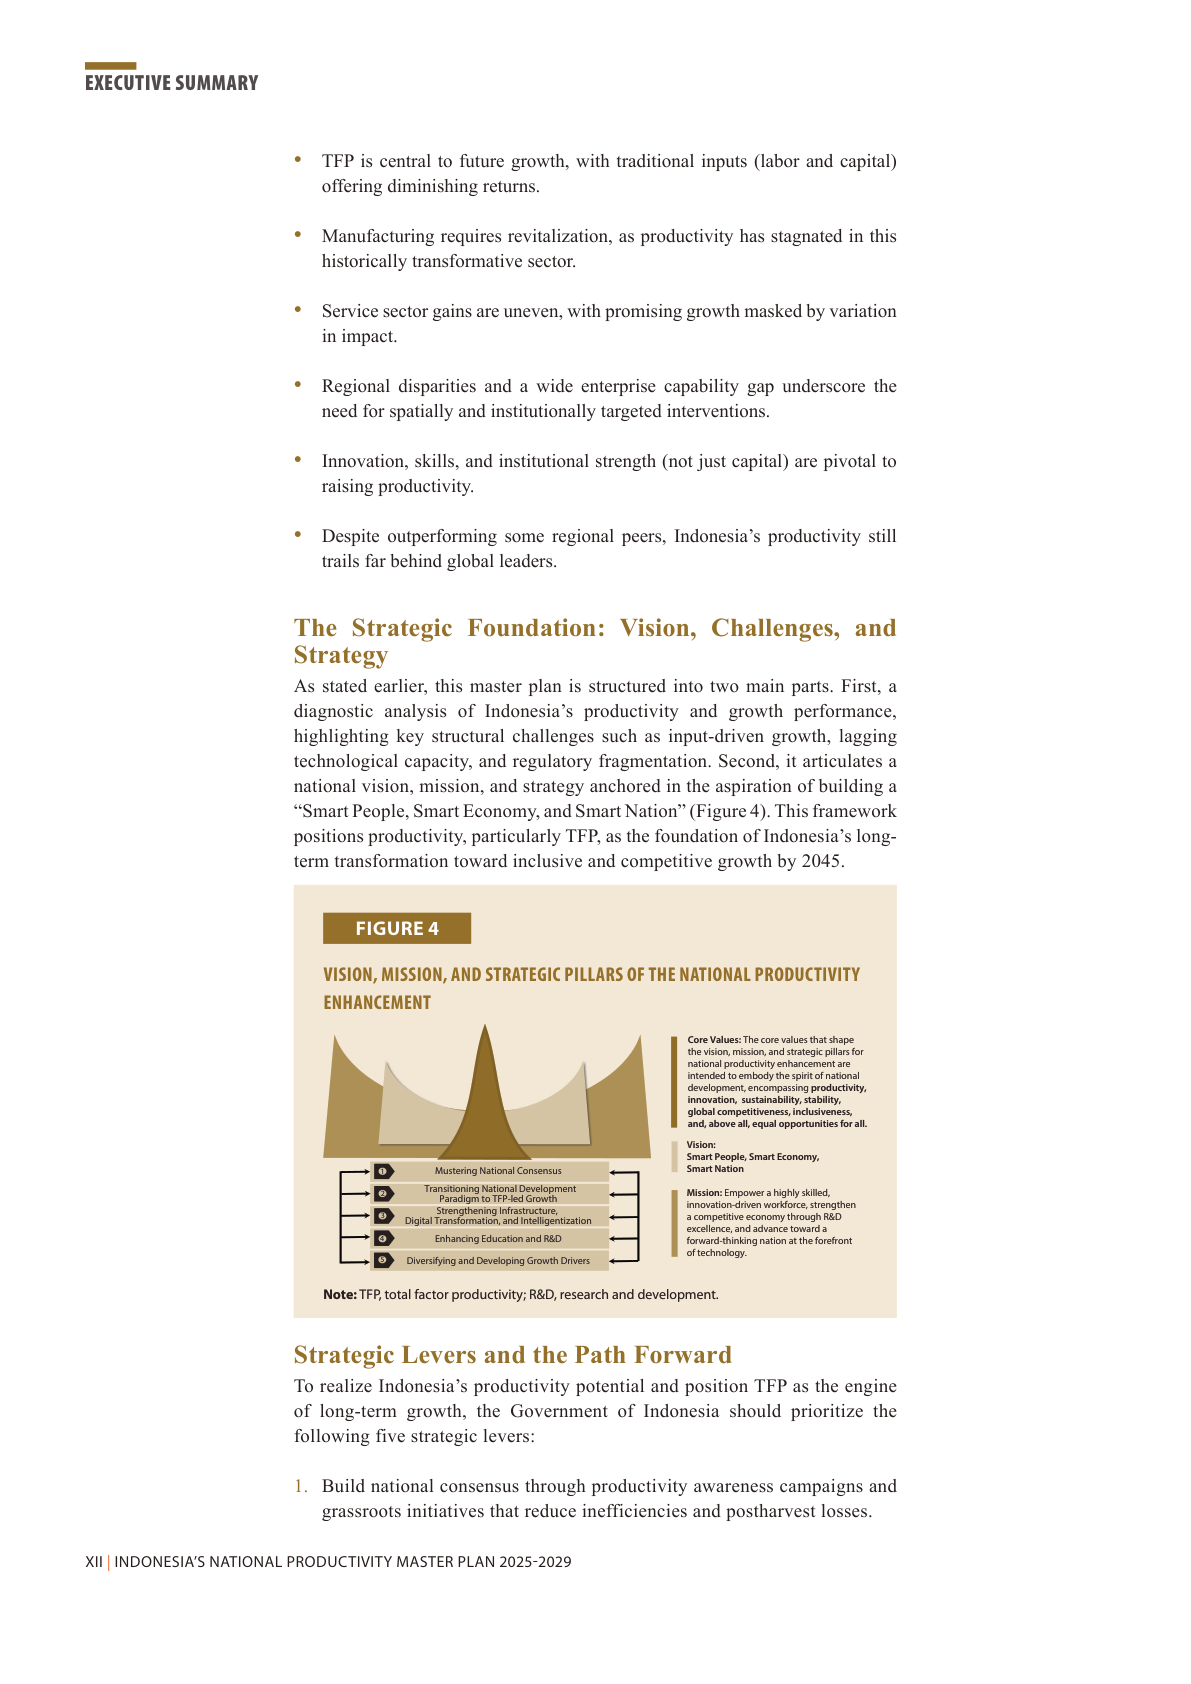 EXECUTIVE SUMMARY
• TFP is central to future growth, with traditional inputs (labor and capital)
offering diminishing returns.
• Manufacturing requires revitalization, as productivity has stagnated in this
historically transformative sector.
• Service sector gains are uneven, with promising growth masked by variation
in impact.
• Regional disparities and a wide enterprise capability gap underscore the
need for spatially and institutionally targeted interventions.
• Innovation, skills, and institutional strength (not just capital) are pivotal to
raising productivity.
• Despite outperforming some regional peers, Indonesia’s productivity still
trails far behind global leaders.
The Strategic Foundation: Vision, Challenges, and
Strategy
As stated earlier, this master plan is structured into two main parts. First, a
diagnostic analysis of Indonesia’s productivity and growth performance,
highlighting key structural challenges such as input-driven growth, lagging
technological capacity, and regulatory fragmentation. Second, it articulates a
national vision, mission, and strategy anchored in the aspiration of building a
“Smart People, Smart Economy, and Smart Nation” (Figure 4). This framework
positions productivity, particularly TFP, as the foundation of Indonesia’s long-
term transformation toward inclusive and competitive growth by 2045.
FIGURE 4
VISION, MISSION, AND STRATEGIC PILLARS OF THE NATIONAL PRODUCTIVITY
ENHANCEMENT
Core Values: The core values that shape
the vision, mission, and strategic pillars for
national productivity enhancement are
intended to embody the spirit of national
development, encompassing productivity,
innovation, sustainability, stability,
global competitiveness, inclusiveness,
and, above all, equal opportunities for all.
Vision:
Smart People, Smart Economy,
Smart Nation
Mission: Empower a highly skilled,
innovation-driven workforce, strengthen
a competitive economy through R&D
excellence, and advance toward a
forward-thinking nation at the forefront
of technology.
1 Mustering National Consensus
2 Transitioning National Development
Paradigm to TFP-led Growth
3 Strengthening Infrastructure,
Digital Transformation, and Intelligentization
4 Enhancing Education and R&D
5 Diversifying and Developing Growth Drivers
Note: TFP, total factor productivity; R&D, research and development.
Strategic Levers and the Path Forward
To realize Indonesia’s productivity potential and position TFP as the engine
of long-term growth, the Government of Indonesia should prioritize the
following five strategic levers:
1. Build national consensus through productivity awareness campaigns and
grassroots initiatives that reduce inefficiencies and postharvest losses.
XII | INDONESIA’S NATIONAL PRODUCTIVITY MASTER PLAN 2025-2029